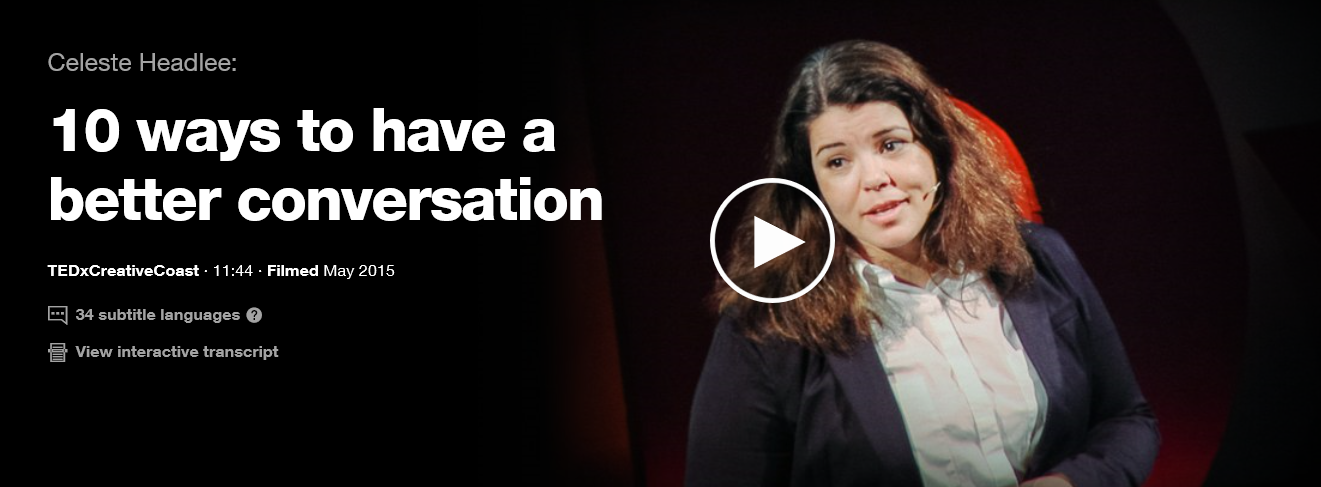 Celeste Headlee:
10 ways to have a
better conversation
TEDxCreativeCoast · 11:44 · Filmed May 2015
34 subtitle languages ?
View interactive transcript